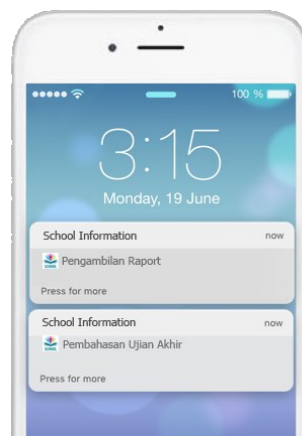 100 %
3:15
Monday, 19 June
School Information now
Pengambilan Raport
Press for more
School Information now
Pembahasan Ujian Akhir
Press for more